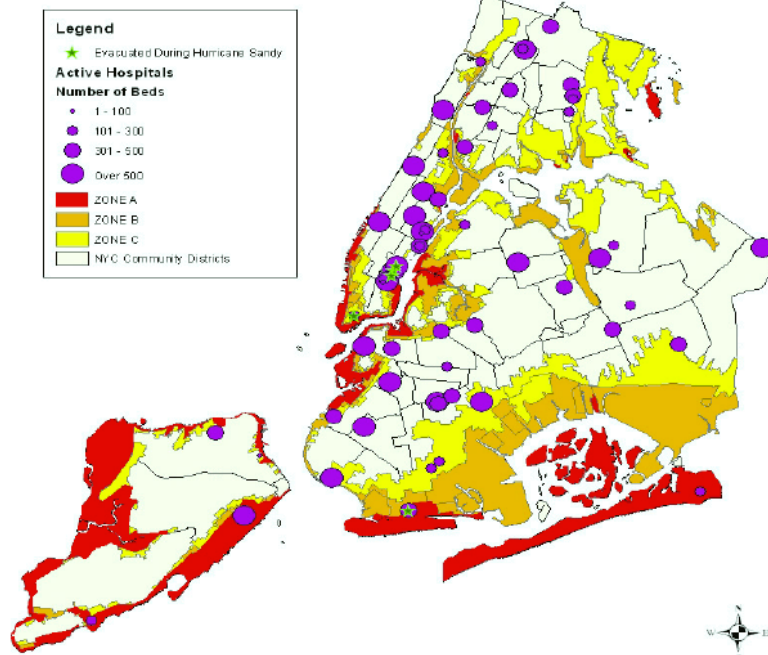 Legend
Evacuated During Hurricane Sandy
Active Hospitals
Number of Beds
1 - 100
101 - 300
301 - 500
Over 500
ZONE A
ZONE B
ZONE C
NYC Community Districts
N
W E
S